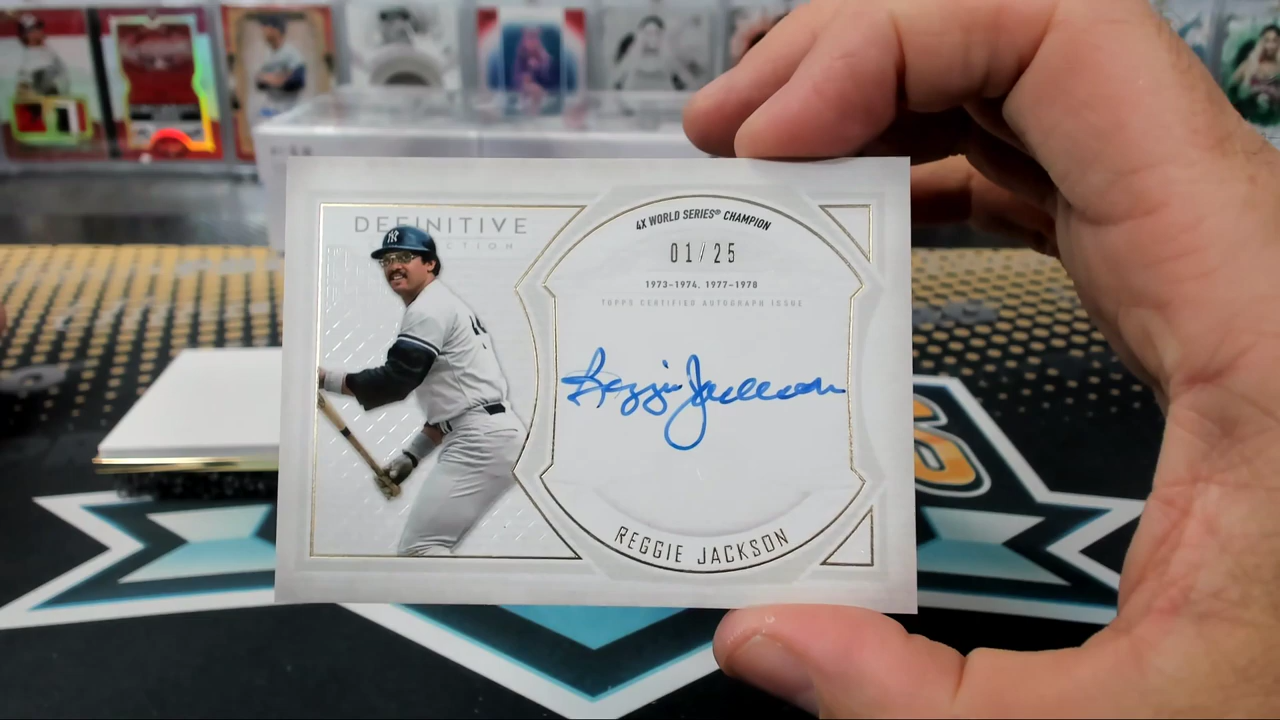 DEFINITIVE
4X WORLD SERIES® CHAMPION
01/25
1973-1974, 1977-1978
TOPPS CERTIFIED AUTOGRAPH ISSUE
Reggie Jackson
REGGIE JACKSON
NY